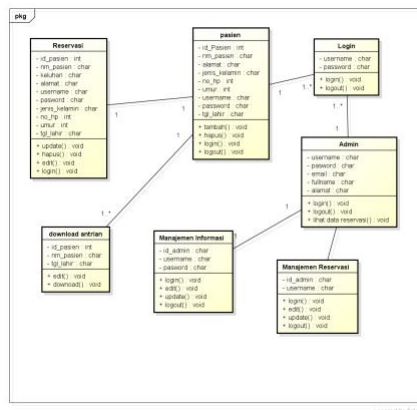 pkg
Reservasi
- id_pasien : int
- nm_pasien : char
- keluhan : char
- alamat : char
- username : char
- pasword : char
- jenis_kelamin : char
- no_hp : int
- umur : int
- tgl_lahir : char
+ update() : void
+ hapus() : void
+ edit() : void
+ login() : void
pasien
- id_Pasien : int
- nm_pasien : char
- alamat : char
- jenis_kelamin : char
- no_hp : int
- umur : int
- username : char
- password : char
- tgl_lahir : char
+ tambah() : void
+ hapus() : void
+ login() : void
+ logout() : void
Login
- username : char
- password : char
+ login() : void
+ logout() : void
1
1
1
1..*
1..*
1
1
1..*
Admin
- username : char
- pasword : char
- email : char
- fullname : char
- alamat : char
+ login() : void
+ logout() : void
+ lihat data reservasi() : void
1
1
download antrian
- id_pasien : int
- nm_pasien : char
- tgl_lahir : char
+ edit() : void
+ download() : void
Manajemen Informasi
- id_admin : char
- username : char
- pasword : char
+ login() : void
+ edit() : void
+ update() : void
+ logout() : void
Manajemen Reservasi
- id_admin : char
- username : char
+ login() : void
+ edit() : void
+ update() : void
+ logout() : void